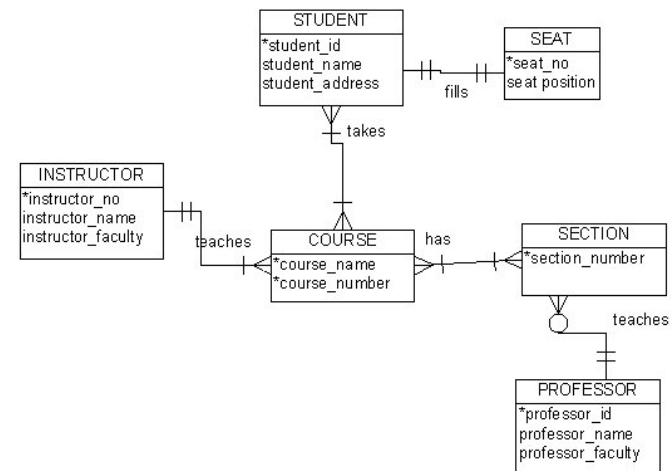 STUDENT
*student_id
student_name
student_address
SEAT
*seat_no
seat position
fills
takes
INSTRUCTOR
*instructor_no
instructor_name
instructor_faculty
teaches
COURSE
*course_name
*course_number
has
SECTION
*section_number
teaches
PROFESSOR
*professor_id
professor_name
professor_faculty